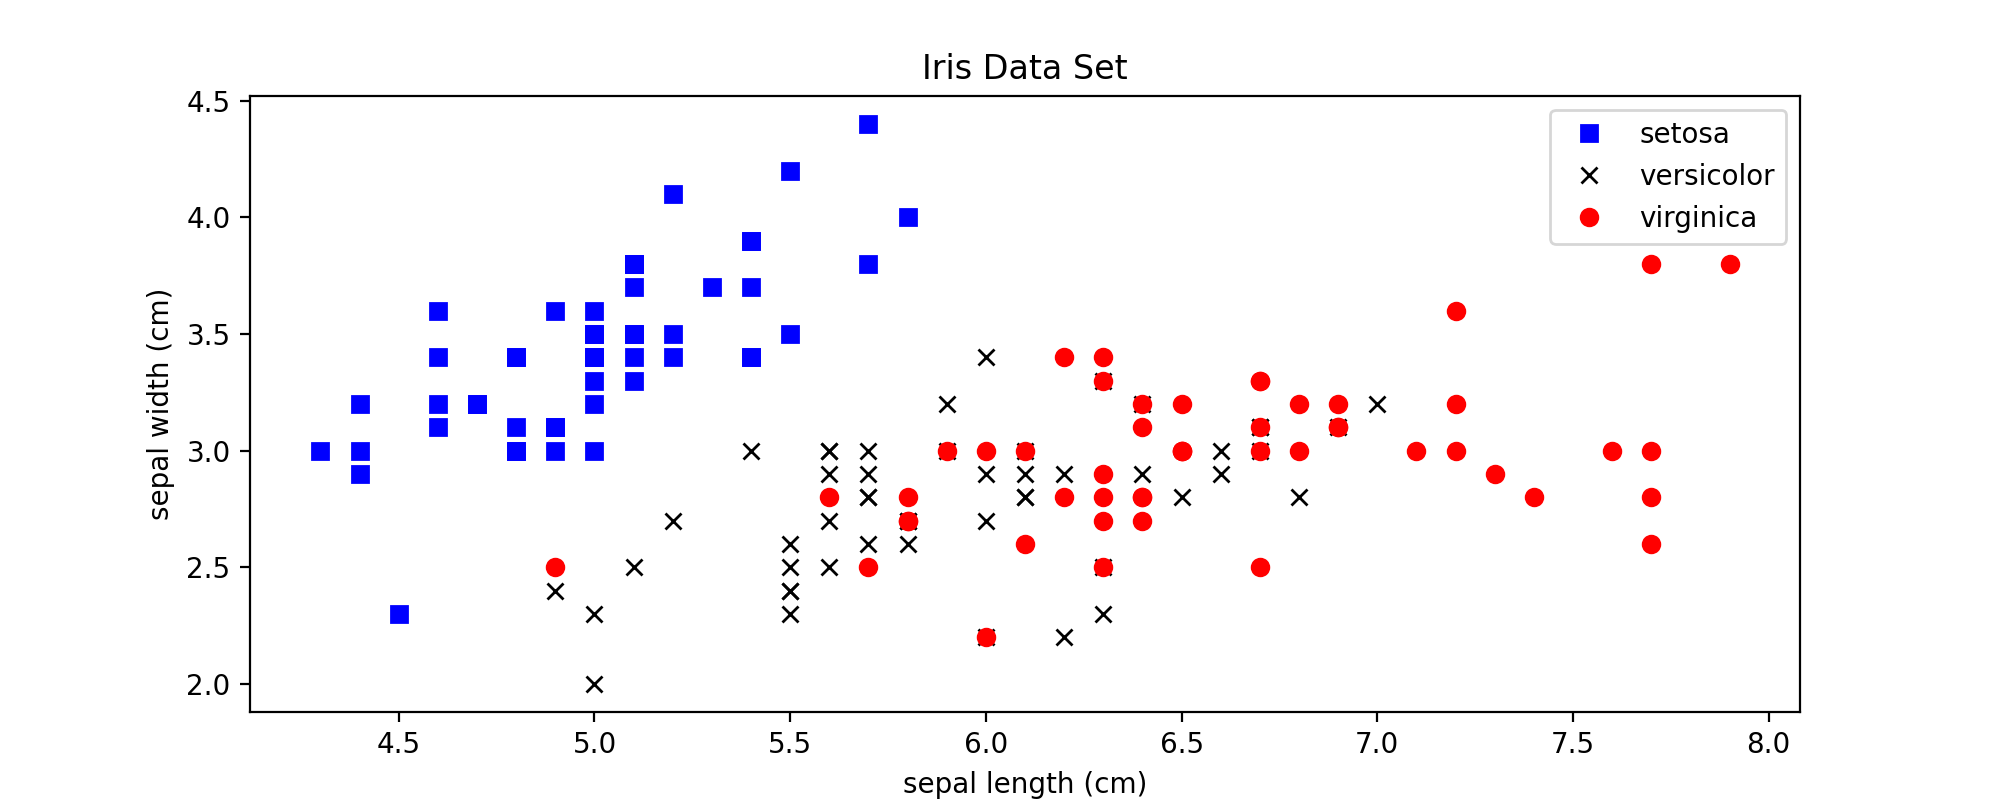 Iris Data Set
4.5
4.0
3.5
3.0
2.5
2.0
sepal width (cm)
setosa
versicolor
virginica
4.5 5.0 5.5 6.0 6.5 7.0 7.5 8.0
sepal length (cm)